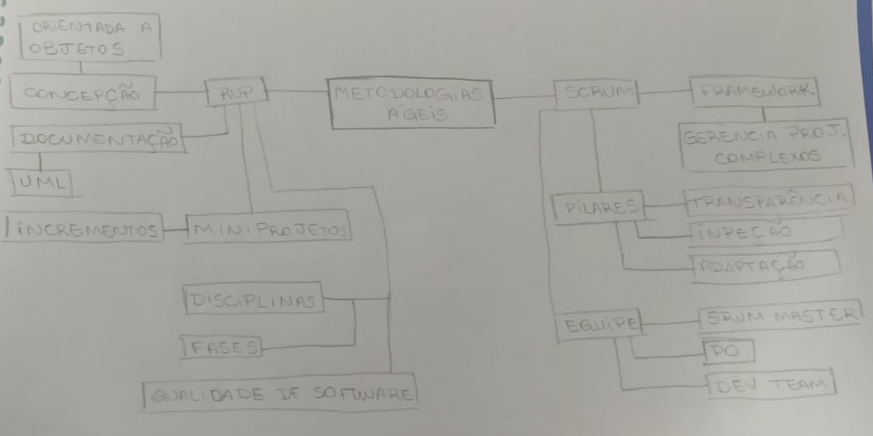 ORIENTADA A
OBJETOS
CONCEPÇÃO
RUP
METODOLOGIAS
ÁGEIS
SCRUM
FRAMEWORK
DOCUMENTAÇÃO
GERÊNCIA PROJ.
COMPLEXOS
UML
PILARES
TRANSPARÊNCIA
INCREMENTOS
MINIPROJETOS
INPEÇÃO
ADAPTAÇÃO
DISCIPLINAS
EQUIPE
SRUM MASTER
FASES
PO
QUALIDADE DE SOFTWARE
DEV TEAM